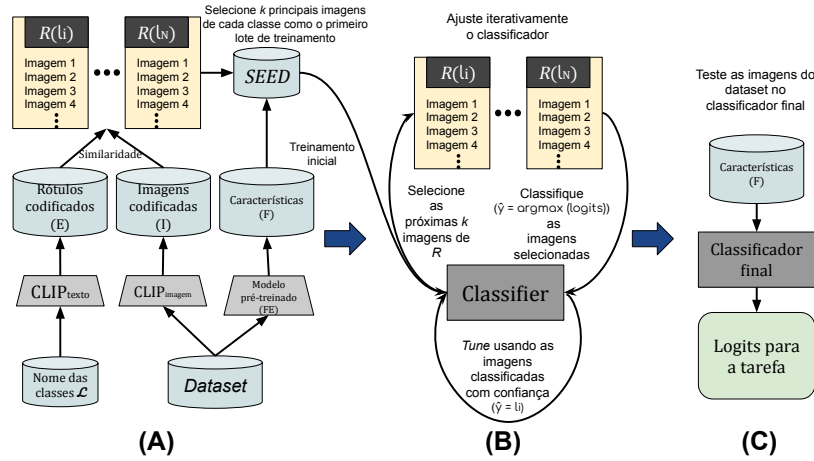 Selecione k principais imagens
de cada classe como o primeiro
lote de treinamento
R(li)
Imagem 1
Imagem 2
Imagem 3
Imagem 4
R(lN)
Imagem 1
Imagem 2
Imagem 3
Imagem 4
SEED
Similaridade
Treinamento
inicial
Rótulos
codificados
(E)
Imagens
codificadas
(I)
Características
(F)
CLIPtexto
CLIPimagem
Modelo
pré-treinado
(FE)
Nome das
classes ℒ
Dataset
(A)
Ajuste iterativamente
o classificador
R(li)
Imagem 1
Imagem 2
Imagem 3
Imagem 4
R(lN)
Imagem 1
Imagem 2
Imagem 3
Imagem 4
Selecione
as
próximas k
imagens de
R
Classifique
(ŷ = argmax (logits))
as
imagens
selecionadas
Classifier
Tune usando as
imagens
classificadas
com confiança
(ŷ = li)
(B)
Teste as imagens do
dataset no
classificador final
Características
(F)
Classificador
final
Logits para
a tarefa
(C)